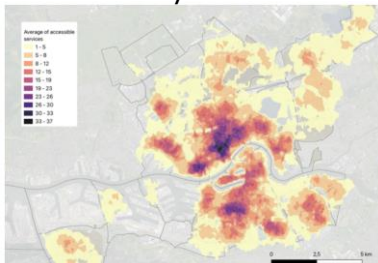 Average of accessible
services
1 - 5
5 - 8
8 - 12
12 - 15
15 - 19
19 - 23
23 - 26
26 - 30
30 - 33
33 - 37
0 2,5 5 km